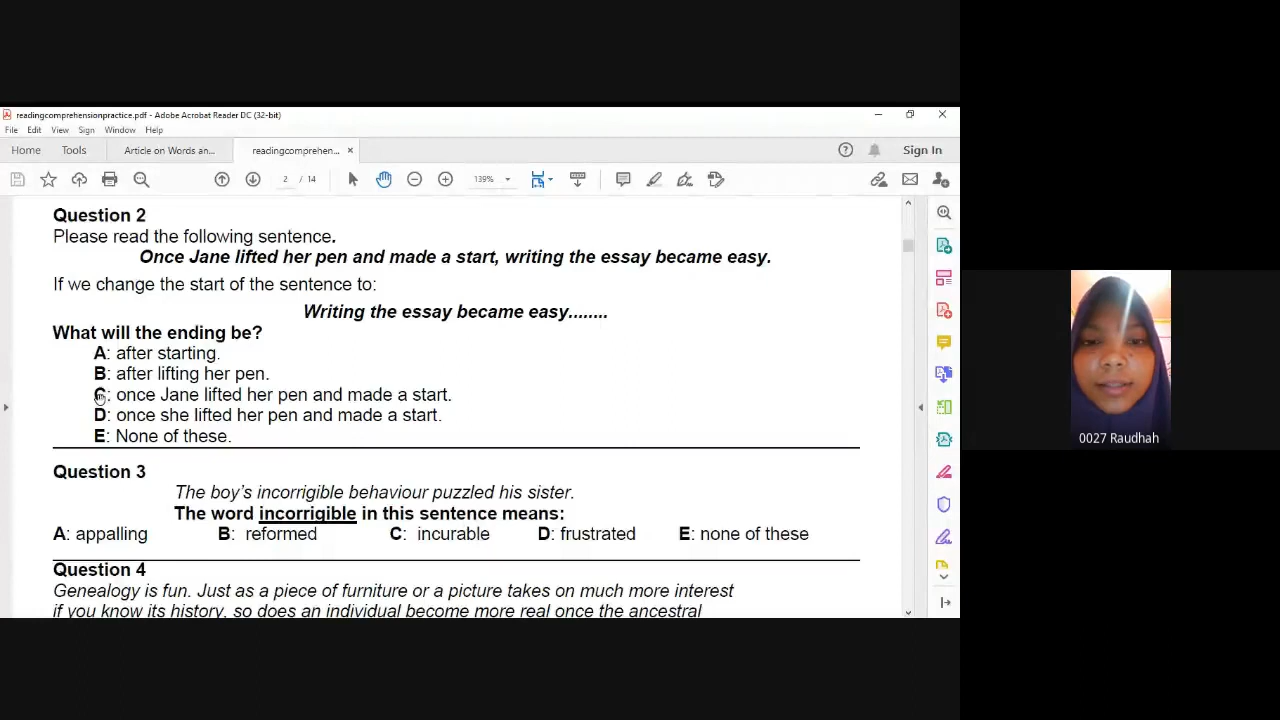 readingcomprehensionpractice.pdf - Adobe Acrobat Reader DC (32-bit)
File Edit View Sign Window Help
Home Tools Article on Words an... readingcomprehen... × Sign In
2 / 14 139%
Question 2
Please read the following sentence.
Once Jane lifted her pen and made a start, writing the essay became easy.
If we change the start of the sentence to:
Writing the essay became easy........
What will the ending be?
A: after starting.
B: after lifting her pen.
C: once Jane lifted her pen and made a start.
D: once she lifted her pen and made a start.
E: None of these.
Question 3
The boy's incorrigible behaviour puzzled his sister.
The word incorrigible in this sentence means:
A: appalling B: reformed C: incurable D: frustrated E: none of these
Question 4
Genealogy is fun. Just as a piece of furniture or a picture takes on much more interest
if you know its history, so does an individual become more real once the ancestral
0027 Raudhah